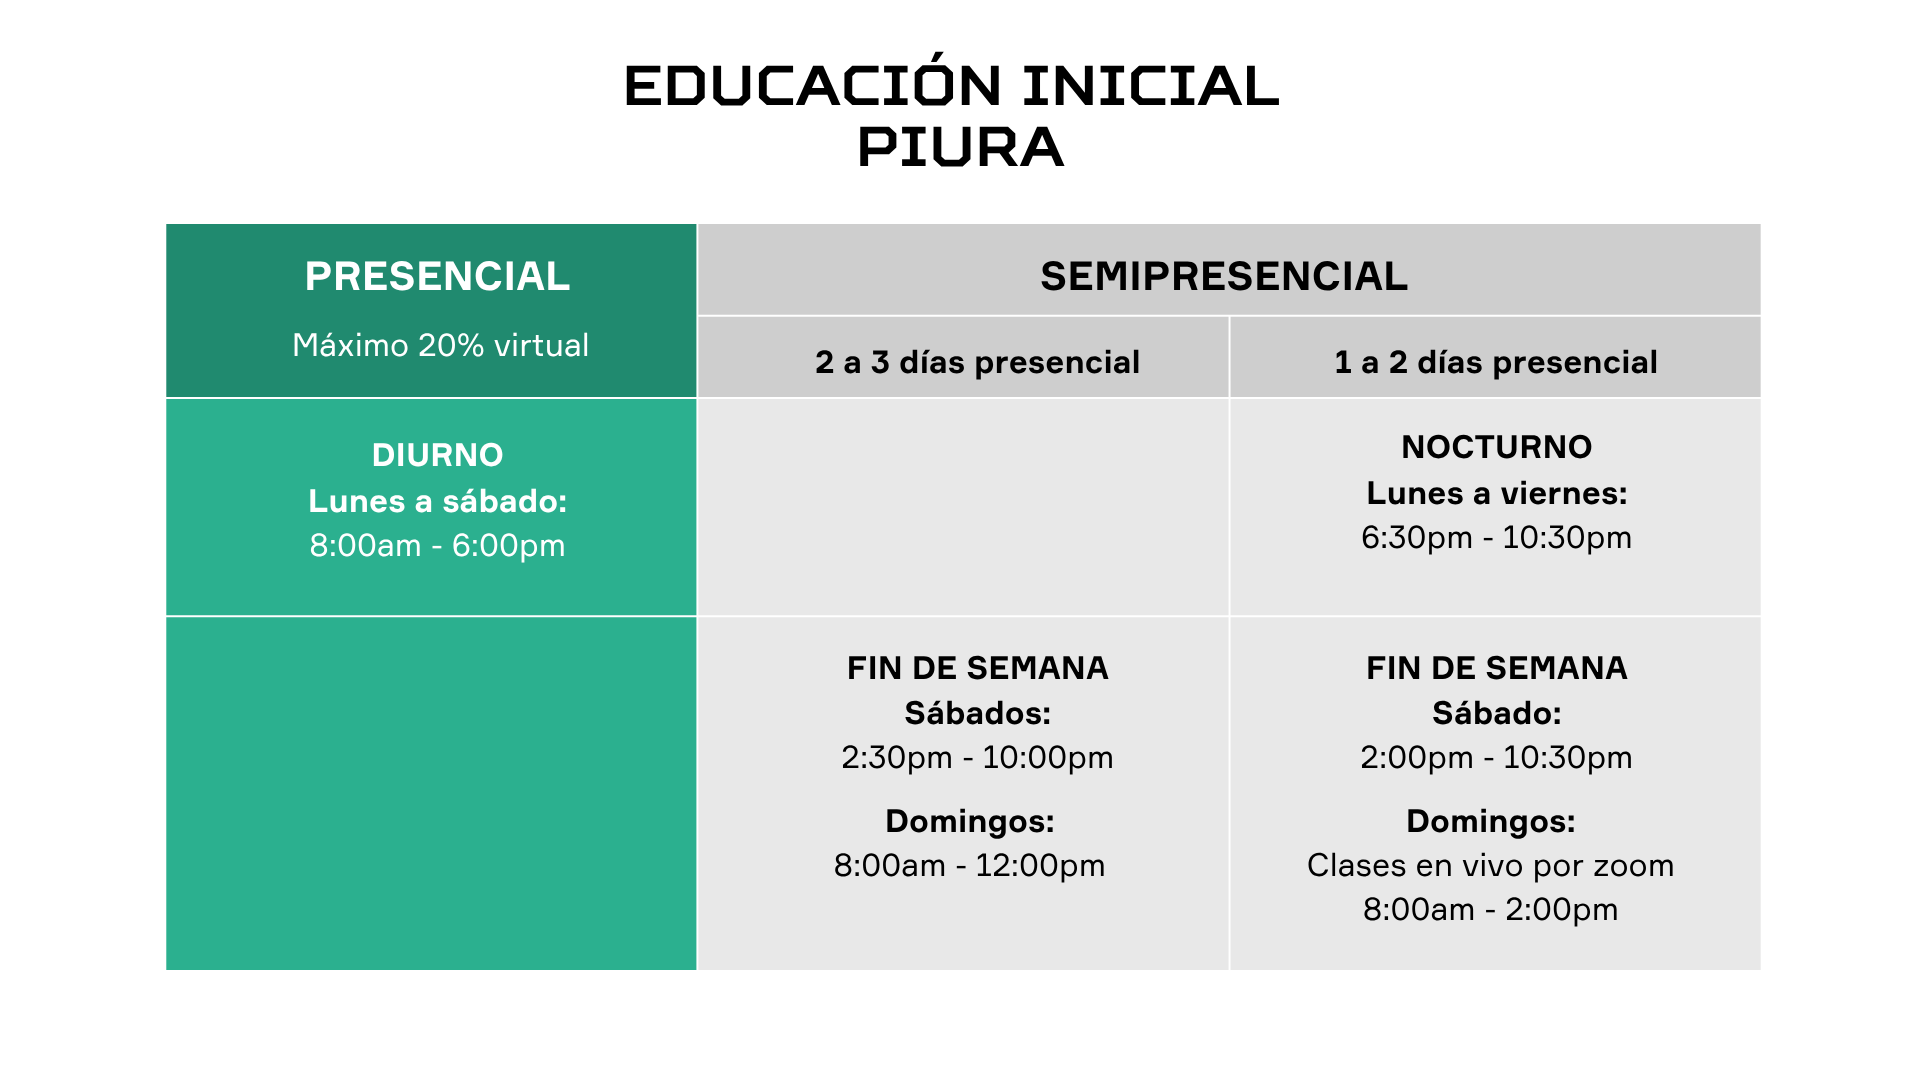 EDUCACIÓN INICIAL
PIURA
PRESENCIAL
Máximo 20% virtual
SEMIPRESENCIAL
2 a 3 días presencial
1 a 2 días presencial
DIURNO
Lunes a sábado:
8:00am - 6:00pm
NOCTURNO
Lunes a viernes:
6:30pm - 10:30pm
FIN DE SEMANA
Sábados:
2:30pm - 10:00pm
Domingos:
8:00am - 12:00pm
FIN DE SEMANA
Sábado:
2:00pm - 10:30pm
Domingos:
Clases en vivo por zoom
8:00am - 2:00pm